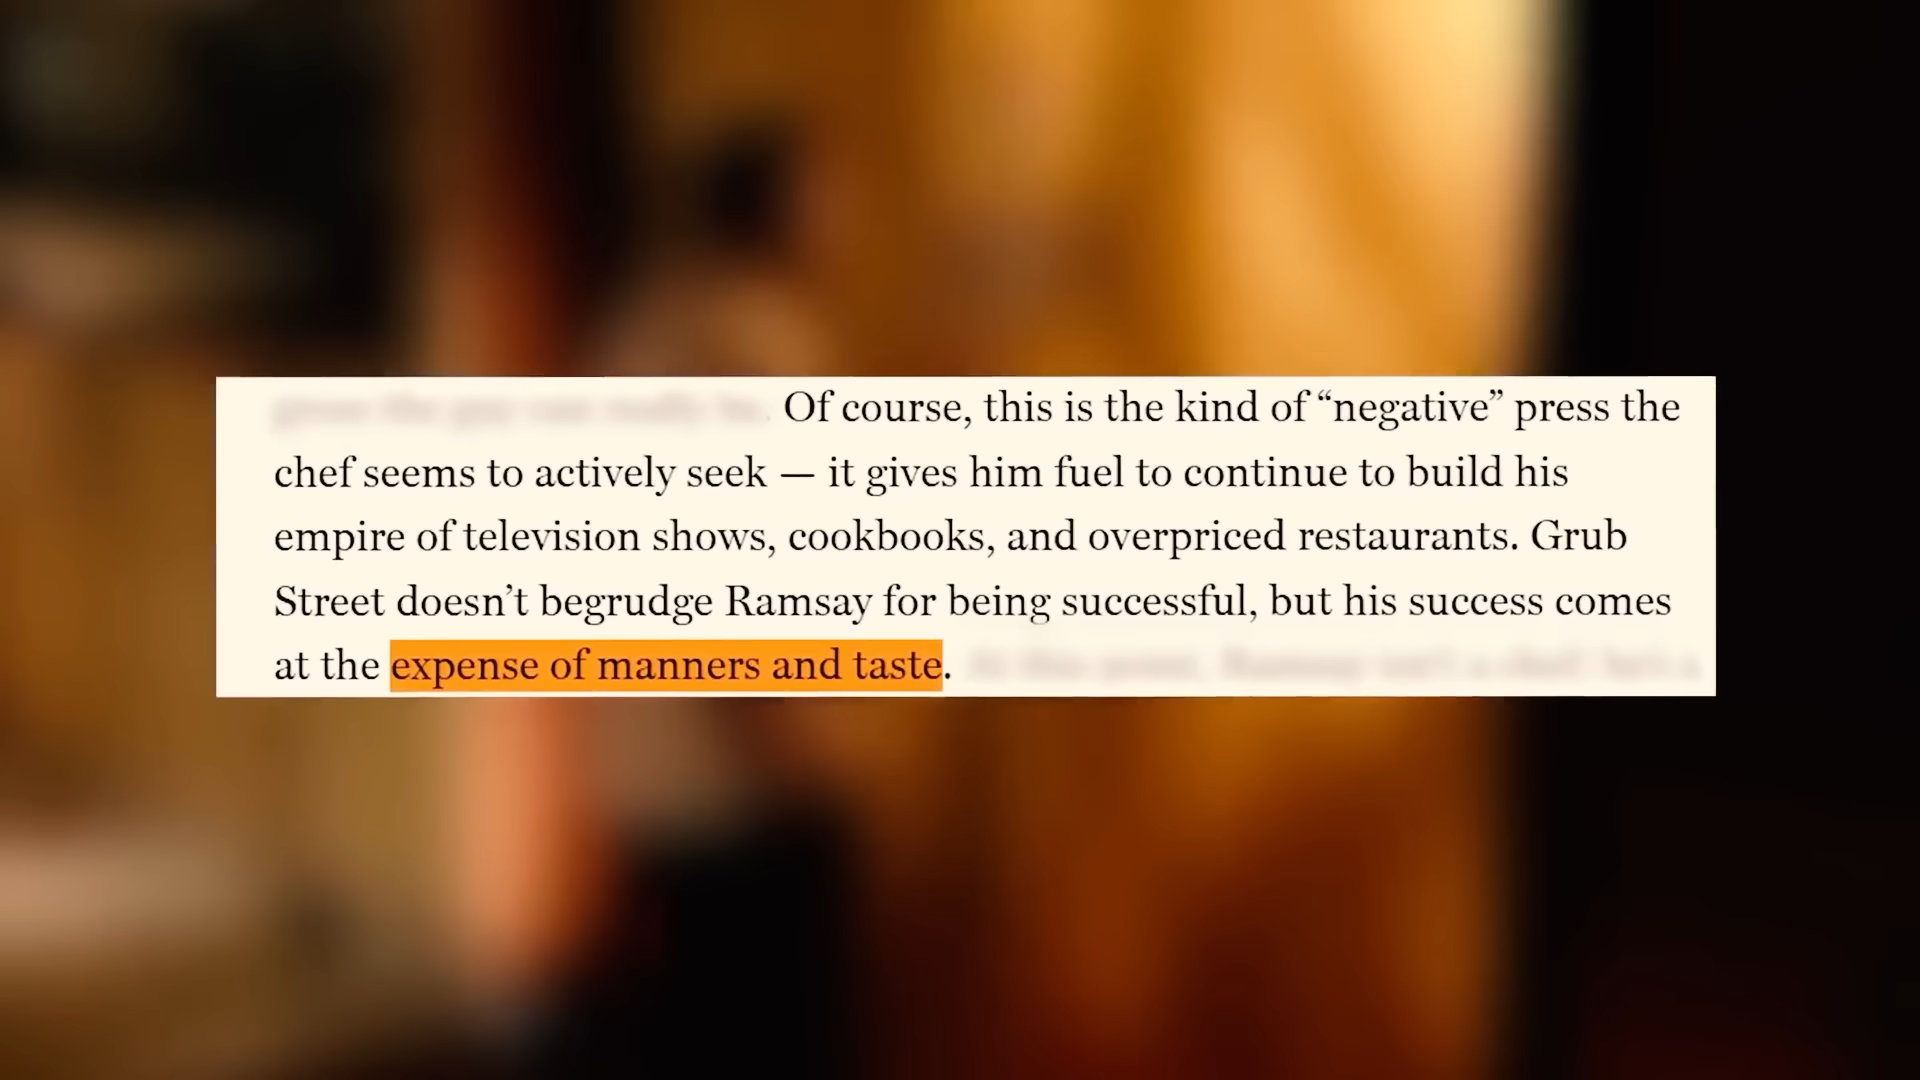 Of course, this is the kind of “negative” press the
chef seems to actively seek — it gives him fuel to continue to build his
empire of television shows, cookbooks, and overpriced restaurants. Grub
Street doesn’t begrudge Ramsay for being successful, but his success comes
at the expense of manners and taste.